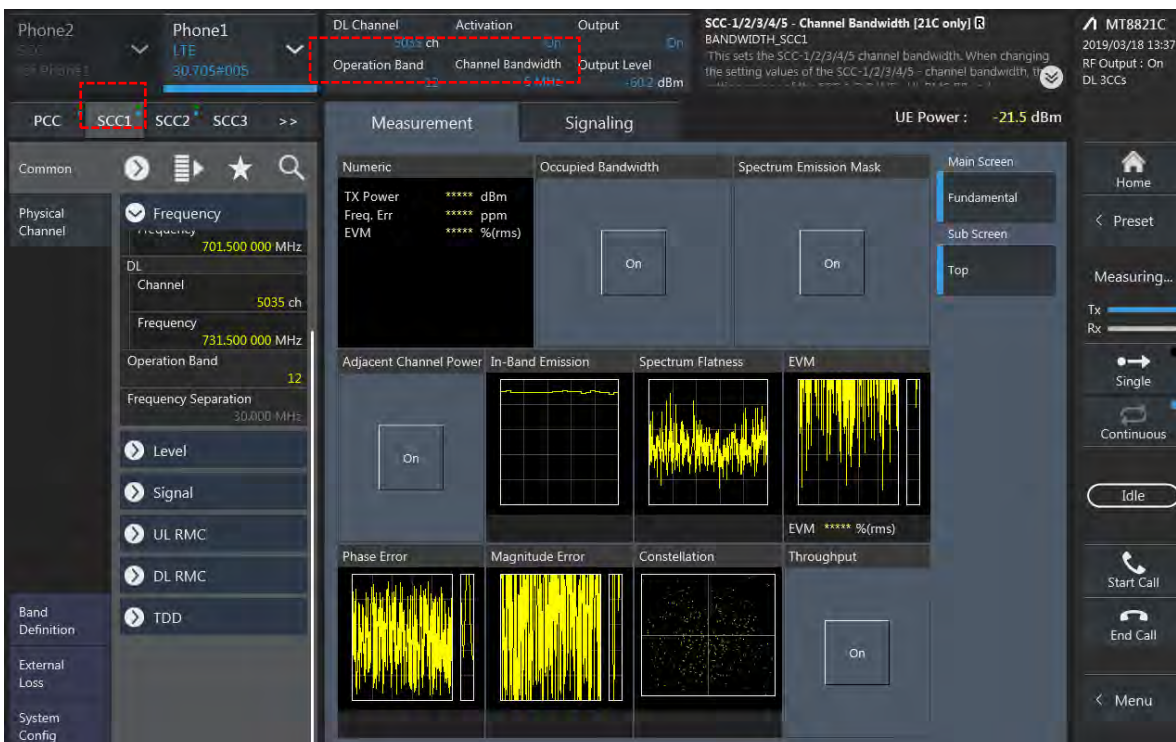 Phone2
Phone1
LTE
30.705#005
DL Channel Activation Output
5035 ch On On
Operation Band Channel Bandwidth Output Level
12 5 MHz -60.2 dBm
SCC-1/2/3/4/5 - Channel Bandwidth [21C only] R
BANDWIDTH_SCC1
This sets the SCC-1/2/3/4/5 channel bandwidth. When changing
the setting values of the SCC-1/2/3/4/5 - channel bandwidth,
MT8821C
2019/03/18 13:37
RF Output : On
DL 3CCs
PCC SCC1 SCC2 SCC3 >>
Measurement Signaling
UE Power : -21.5 dBm
Common
Physical
Channel
Frequency
Frequency
701.500 000 MHz
DL
Channel
5035 ch
Frequency
731.500 000 MHz
Operation Band
12
Frequency Separation
30.000 MHz
Level
Signal
UL RMC
DL RMC
TDD
Band
Definition
External
Loss
System
Config
Numeric Occupied Bandwidth Spectrum Emission Mask
TX Power ***** dBm
Freq. Err ***** ppm
EVM ***** %(rms)
On
On
Adjacent Channel Power In-Band Emission Spectrum Flatness EVM
On
EVM ***** %(rms)
Phase Error Magnitude Error Constellation Throughput
On
Main Screen
Fundamental
Sub Screen
Top
Home
< Preset
Measuring...
Tx
Rx
Single
Continuous
Idle
Start Call
End Call
< Menu